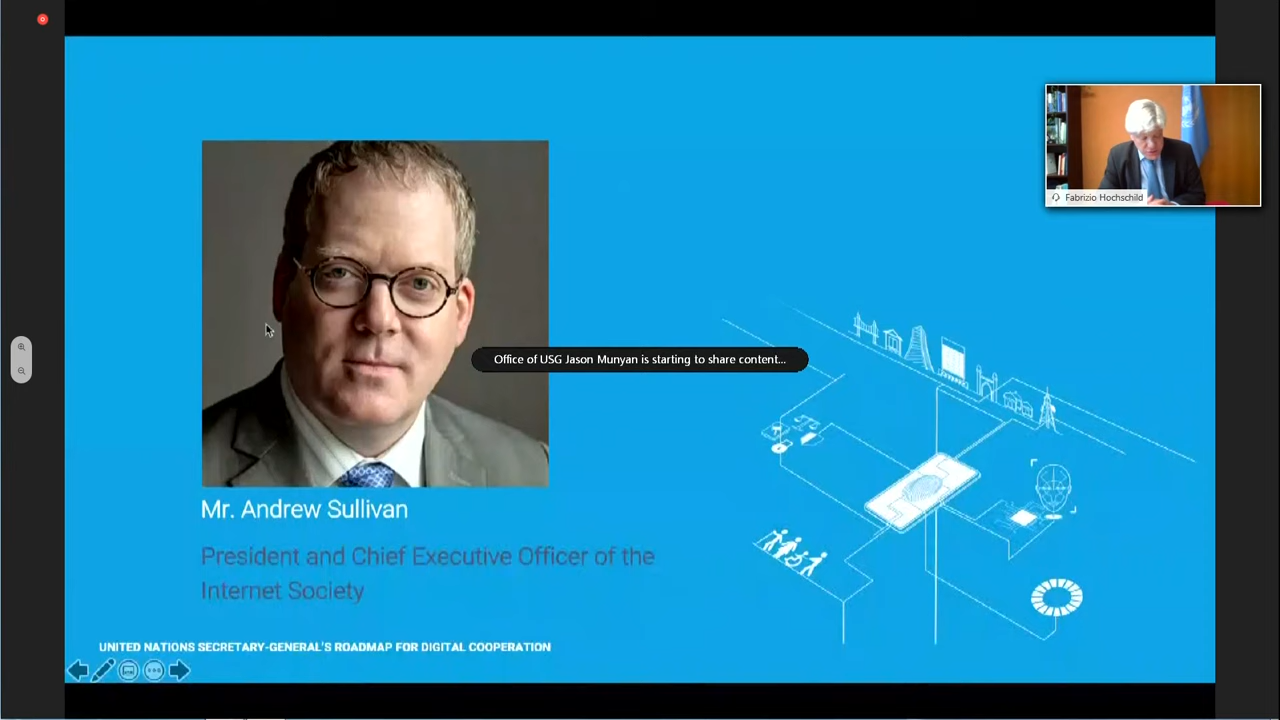 Fabrizio Hochschild
Office of USG Jason Munyan is starting to share content...
Mr. Andrew Sullivan
President and Chief Executive Officer of the
Internet Society
UNITED NATIONS SECRETARY-GENERAL'S ROADMAP FOR DIGITAL COOPERATION